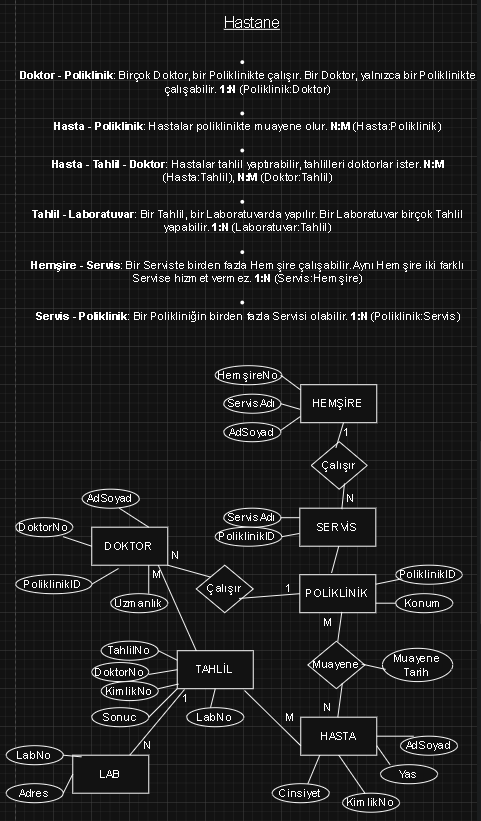 Hastane
Doktor - Poliklinik: Birçok Doktor, bir Poliklinikte çalışır. Bir Doktor, yalnızca bir Poliklinikte
çalışabilir. 1:N (Poliklinik:Doktor)
Hasta - Poliklinik: Hastalar poliklinikte muayene olur. N:M (Hasta:Poliklinik)
Hasta - Tahlil - Doktor: Hastalar tahlil yaptırabilir, tahlilleri doktorlar ister. N:M
(Hasta:Tahlil), N:M (Doktor:Tahlil)
Tahlil - Laboratuvar: Bir Tahlil, bir Laboratuvarda yapılır. Bir Laboratuvar birçok Tahlil
yapabilir. 1:N (Laboratuvar:Tahlil)
Hemşire - Servis: Bir Serviste birden fazla Hemşire çalışabilir. Aynı Hemşire iki farklı
Servise hizmet vermez. 1:N (Servis:Hemşire)
Servis - Poliklinik: Bir Polikliniğin birden fazla Servisi olabilir. 1:N (Poliklinik:Servis)
HemşireNo
ServisAdı
HEMŞİRE
AdSoyad
1
Çalışır
N
AdSoyad
ServisAdı
DoktorNo
SERVİS
PoliklinikID
DOKTOR
N
M
PoliklinikID
PoliklinikID
Çalışır
1
POLİKLİNİK
Uzmanlık
Konum
M
TahlilNo
DoktorNo
TAHLİL
Muayene
Muayene
Tarih
KimlikNo
1
Sonuc
LabNo
M
N
N
HASTA
AdSoyad
LabNo
LAB
Yas
Adres
Cinsiyet
KimlikNo